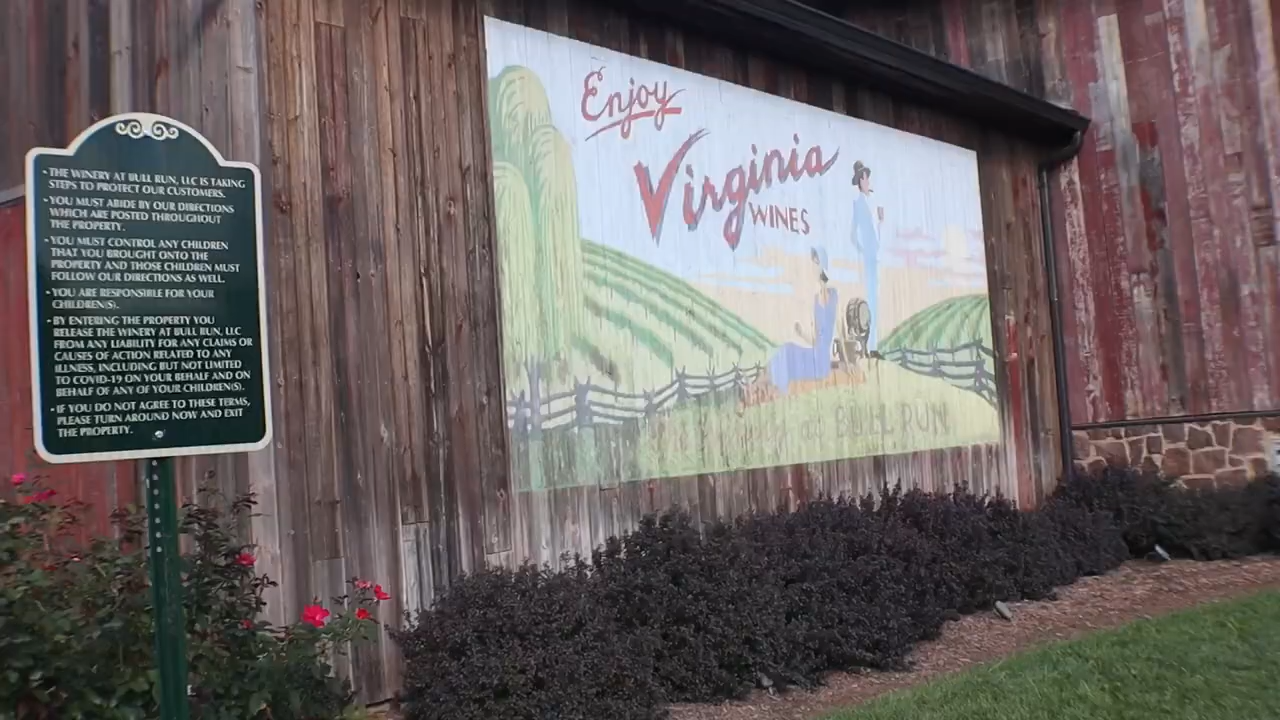 • THE WINERY AT BULL RUN, LLC IS TAKING
STEPS TO PROTECT OUR CUSTOMERS.
• YOU MUST ABIDE BY OUR DIRECTIONS
WHICH ARE POSTED THROUGHOUT
THE PROPERTY.
• YOU MUST CONTROL ANY CHILDREN
THAT YOU BROUGHT ONTO THE
PROPERTY AND THOSE CHILDREN MUST
FOLLOW OUR DIRECTIONS AS WELL.
• YOU ARE RESPONSIBLE FOR YOUR
CHILDREN(S).
• BY ENTERING THE PROPERTY YOU
RELEASE THE WINERY AT BULL RUN, LLC
FROM ANY LIABILITY FOR ANY CLAIMS OR
CAUSES OF ACTION RELATED TO ANY
ILLNESS, INCLUDING BUT NOT LIMITED
TO COVID-19 ON YOUR BEHALF AND ON
BEHALF OF ANY OF YOUR CHILDREN(S).
• IF YOU DO NOT AGREE TO THESE TERMS,
PLEASE TURN AROUND NOW AND EXIT
THE PROPERTY.
Enjoy
Virginia
WINES
BULL RUN